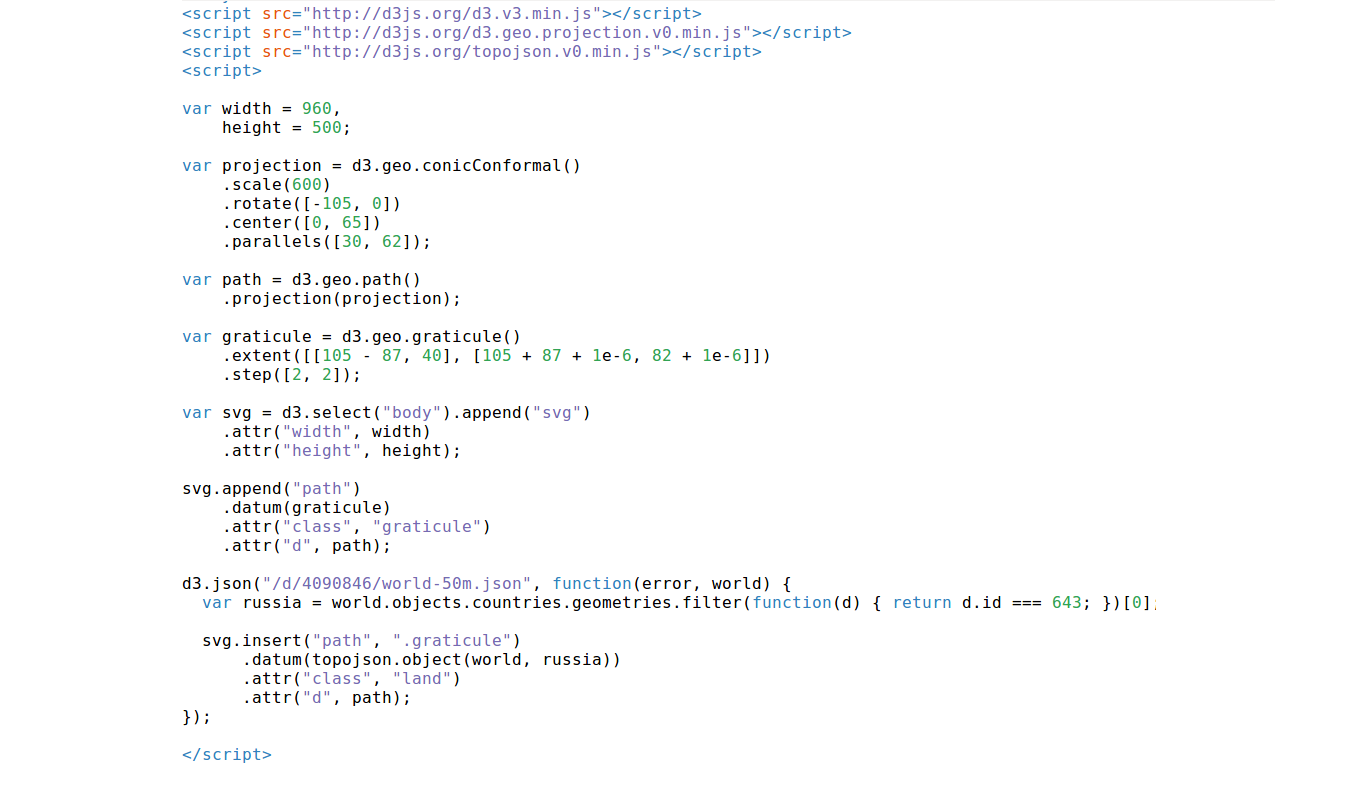 <script src="http://d3js.org/d3.v3.min.js"></script>
<script src="http://d3js.org/d3.geo.projection.v0.min.js"></script>
<script src="http://d3js.org/topojson.v0.min.js"></script>
<script>

var width = 960,
    height = 500;

var projection = d3.geo.conicConformal()
    .scale(600)
    .rotate([-105, 0])
    .center([0, 65])
    .parallels([30, 62]);

var path = d3.geo.path()
    .projection(projection);

var graticule = d3.geo.graticule()
    .extent([[105 - 87, 40], [105 + 87 + 1e-6, 82 + 1e-6]])
    .step([2, 2]);

var svg = d3.select("body").append("svg")
    .attr("width", width)
    .attr("height", height);

svg.append("path")
    .datum(graticule)
    .attr("class", "graticule")
    .attr("d", path);

d3.json("/d/4090846/world-50m.json", function(error, world) {
  var russia = world.objects.countries.geometries.filter(function(d) { return d.id === 643; })[0];

  svg.insert("path", ".graticule")
      .datum(topojson.object(world, russia))
      .attr("class", "land")
      .attr("d", path);
});

</script>